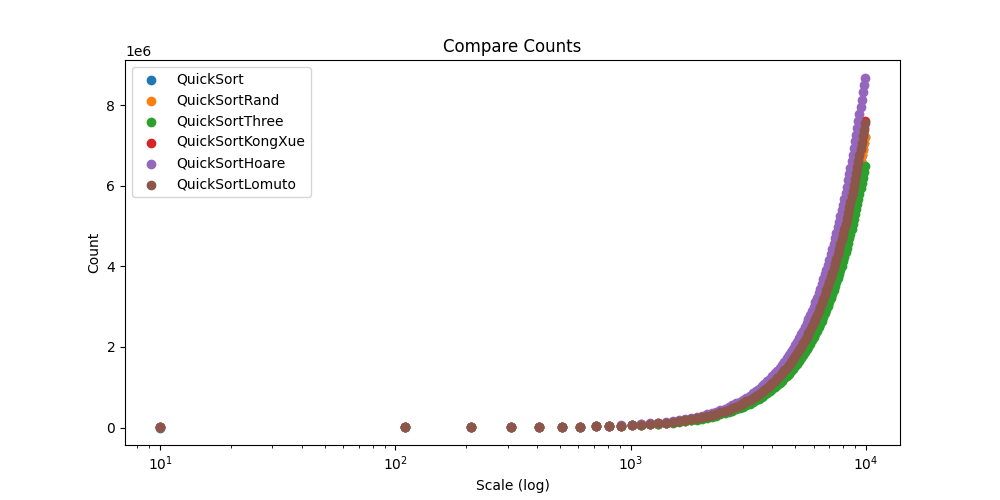 Compare Counts
1e6
8
6
4
2
0
Count
QuickSort
QuickSortRand
QuickSortThree
QuickSortKongXue
QuickSortHoare
QuickSortLomuto
10¹ 10² 10³ 10⁴
Scale (log)